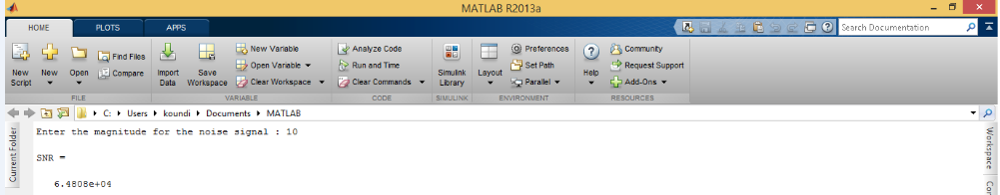 MATLAB R2013a
HOME PLOTS APPS Search Documentation
New Script New Open Find Files Compare Import Data Save Workspace New Variable Open Variable Clear Workspace Analyze Code Run and Time Clear Commands Simulink Library Layout Preferences Set Path Parallel Help Community Request Support Add-Ons
FILE VARIABLE CODE SIMULINK ENVIRONMENT RESOURCES
C: Users koundi Documents MATLAB
Current Folder
Enter the magnitude for the noise signal : 10
SNR =
6.4808e+04
Workspace